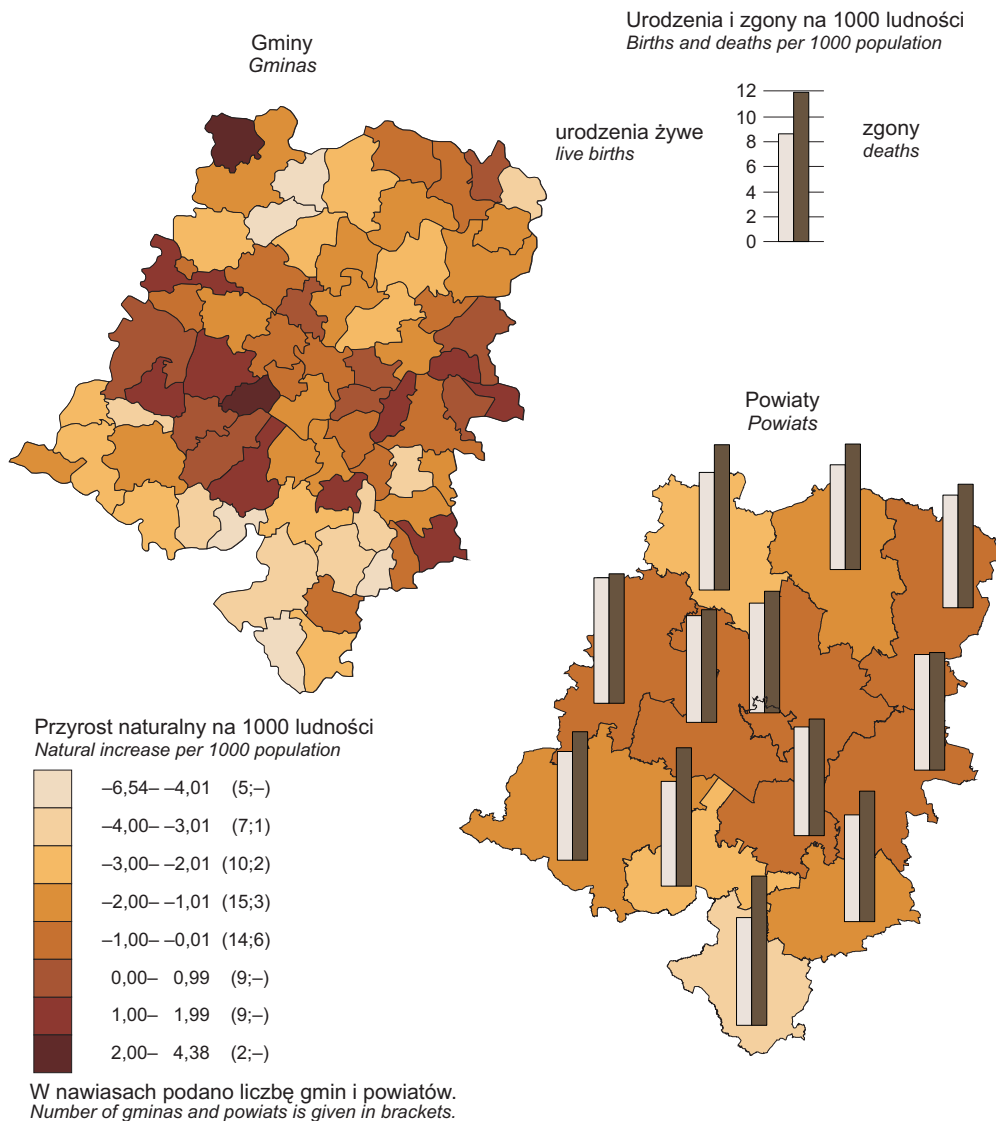 Urodzenia i zgony na 1000 ludności
Births and deaths per 1000 population
Gminy
Gminas
12
10
8
6
4
2
0
urodzenia żywe
live births
zgony
deaths
Powiaty
Powiats
Przyrost naturalny na 1000 ludności
Natural increase per 1000 population
–6,54– –4,01 (5;–)
–4,00– –3,01 (7;1)
–3,00– –2,01 (10;2)
–2,00– –1,01 (15;3)
–1,00– –0,01 (14;6)
0,00– 0,99 (9;–)
1,00– 1,99 (9;–)
2,00– 4,38 (2;–)
W nawiasach podano liczbę gmin i powiatów.
Number of gminas and powiats is given in brackets.